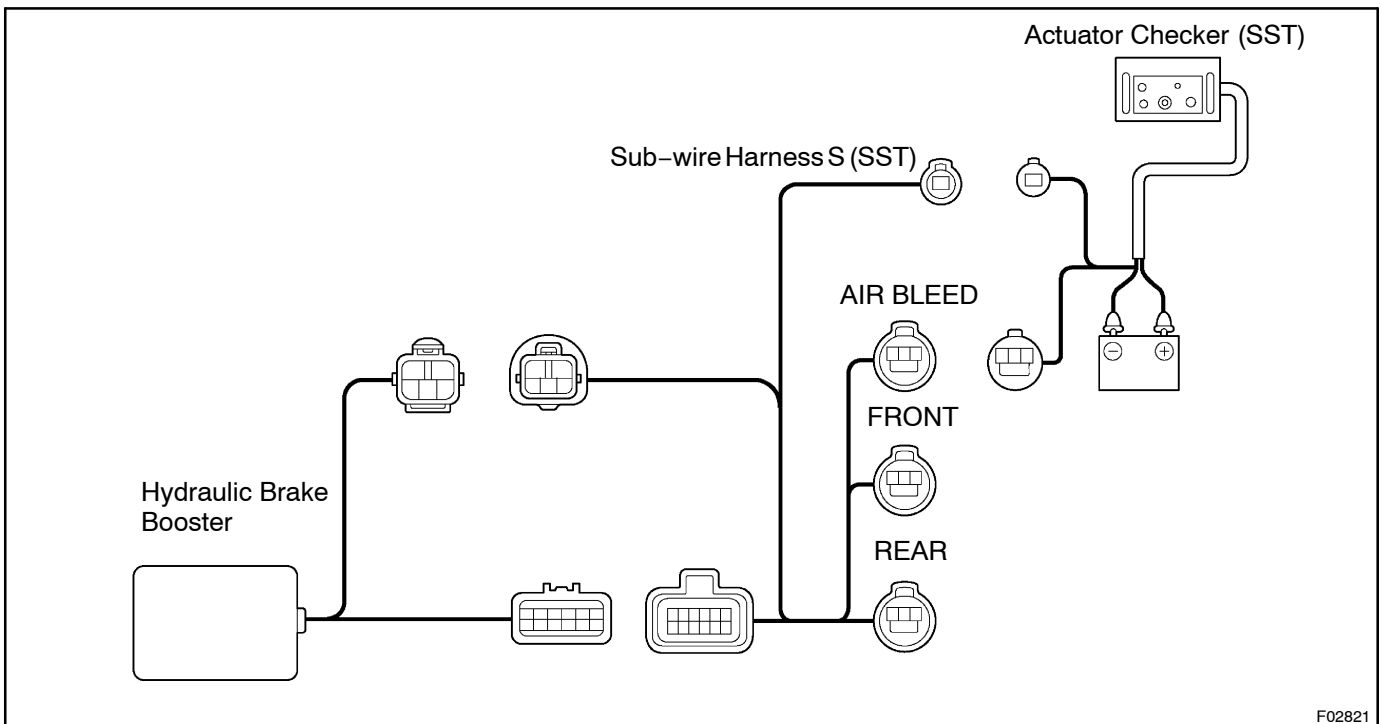 Actuator Checker (SST)
Sub–wire Harness S (SST)
AIR BLEED
FRONT
Hydraulic Brake
Booster
REAR
− +
F02821